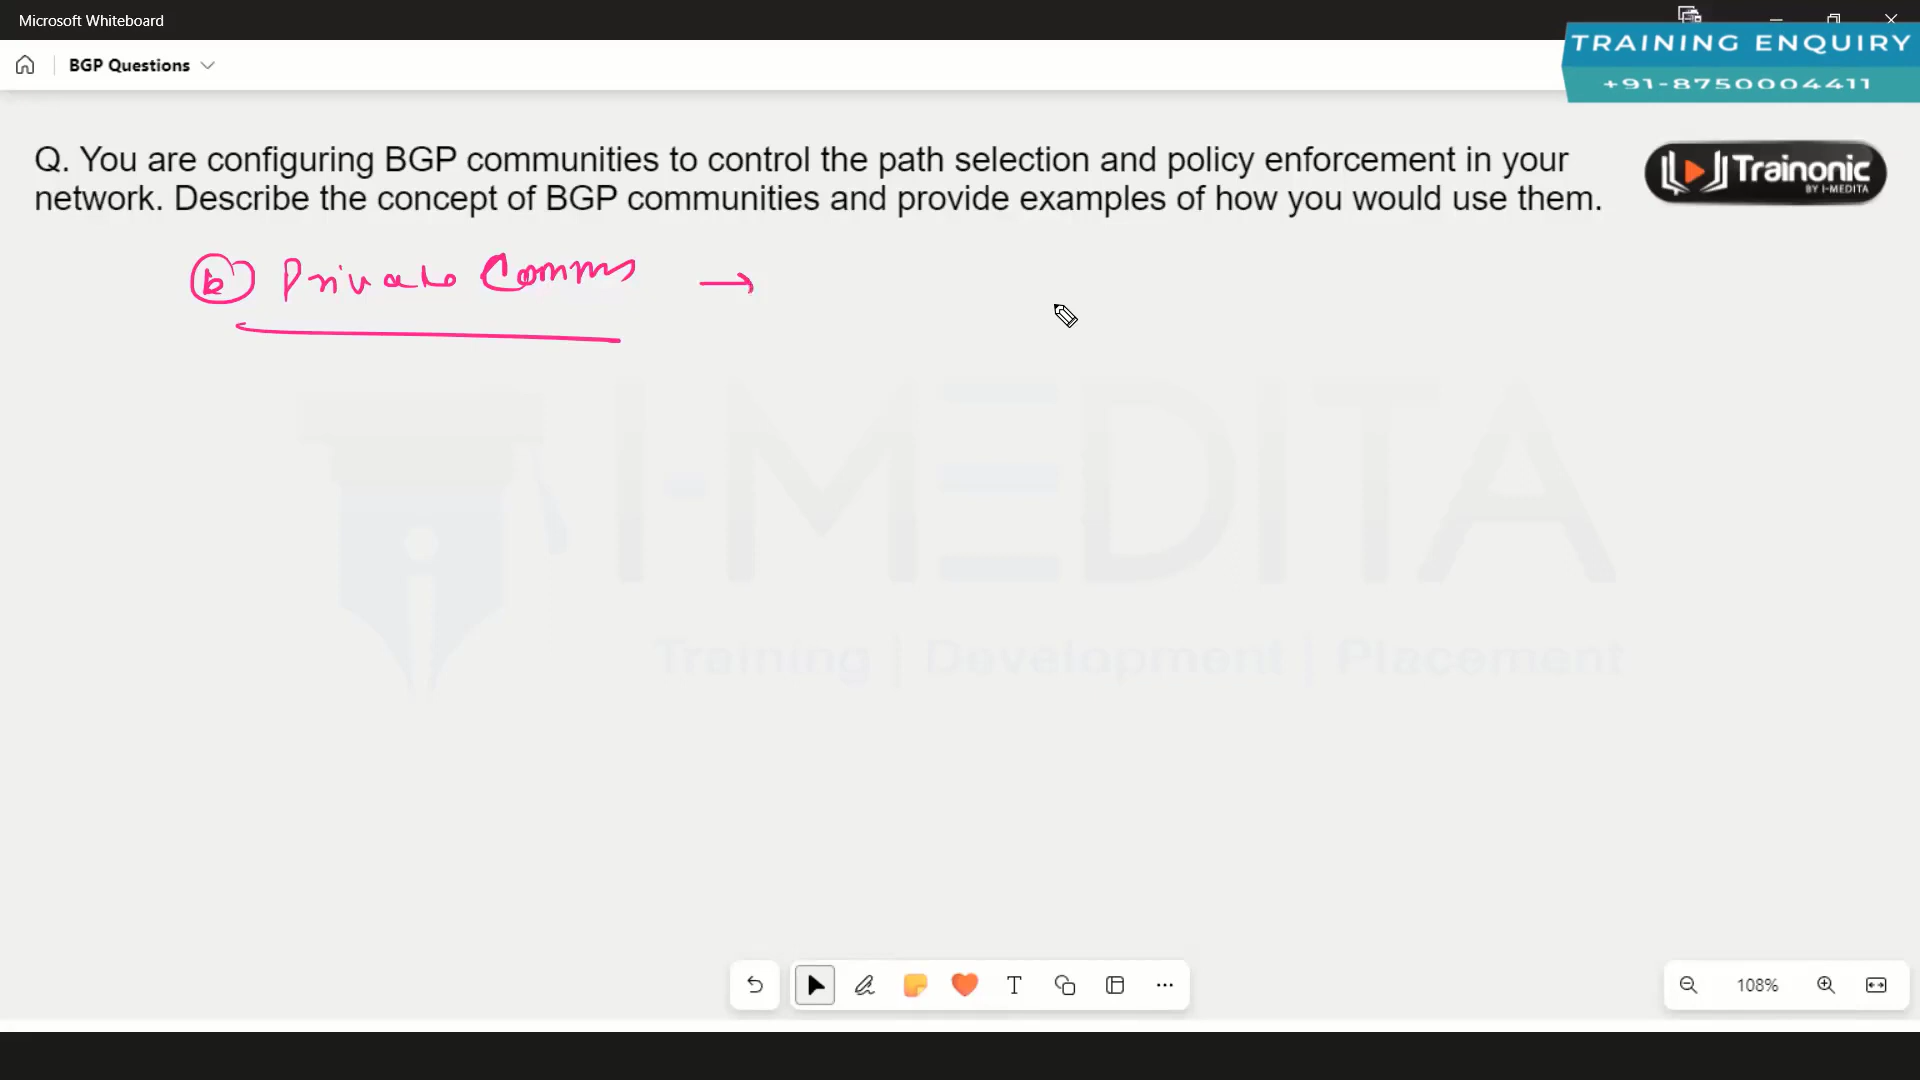 Microsoft Whiteboard
TRAINING ENQUIRY
BGP Questions
+91-8750004411
Q. You are configuring BGP communities to control the path selection and policy enforcement in your
network. Describe the concept of BGP communities and provide examples of how you would use them.
Trainonic
BY I-MEDITA
b Private Comms →
I-MEDITA
Training | Development | Placement
T
108%